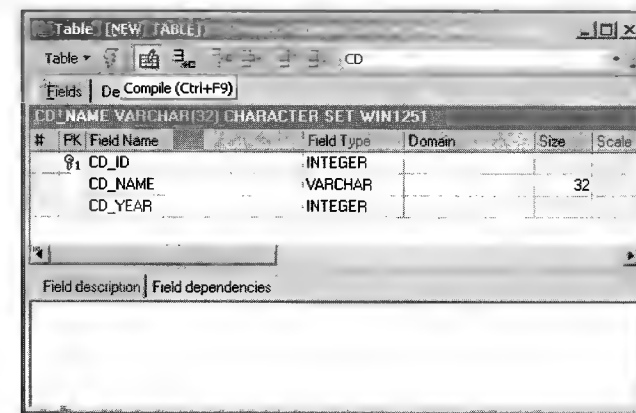 Table : [NEW_TABLE]
Table CD
Fields De Compile (Ctrl+F9)
CD_NAME VARCHAR(32) CHARACTER SET WIN1251
# PK Field Name Field Type Domain Size Scale
1 CD_ID INTEGER
CD_NAME VARCHAR 32
CD_YEAR INTEGER
Field description Field dependencies